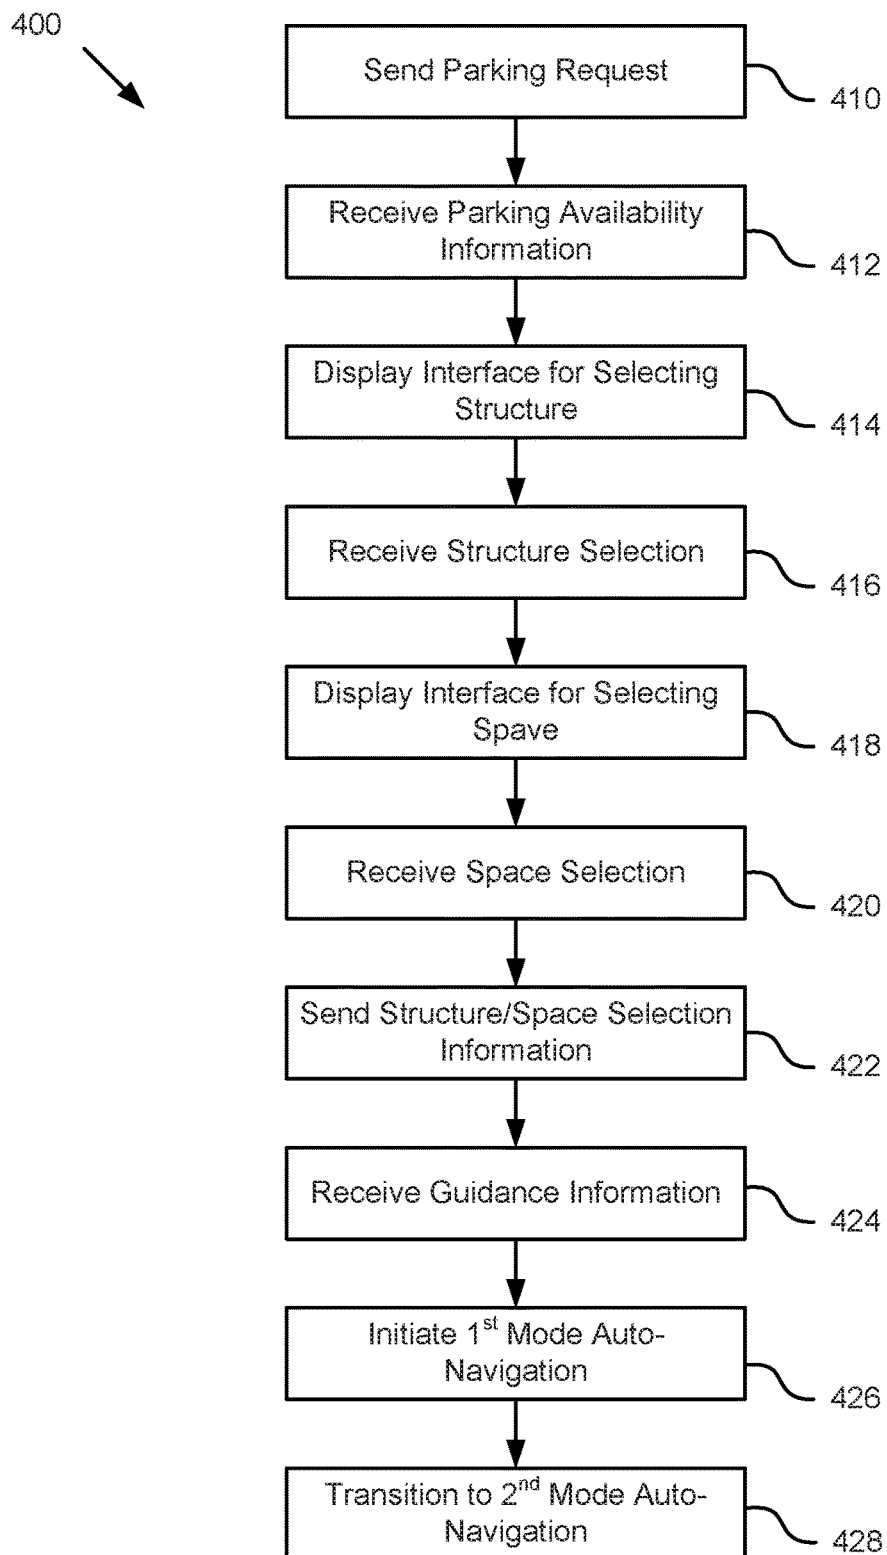 400
Send Parking Request
410
Receive Parking Availability
Information
412
Display Interface for Selecting
Structure
414
Receive Structure Selection
416
Display Interface for Selecting
Spave
418
Receive Space Selection
420
Send Structure/Space Selection
Information
422
Receive Guidance Information
424
Initiate 1st Mode Auto-
Navigation
426
Transition to 2nd Mode Auto-
Navigation
428